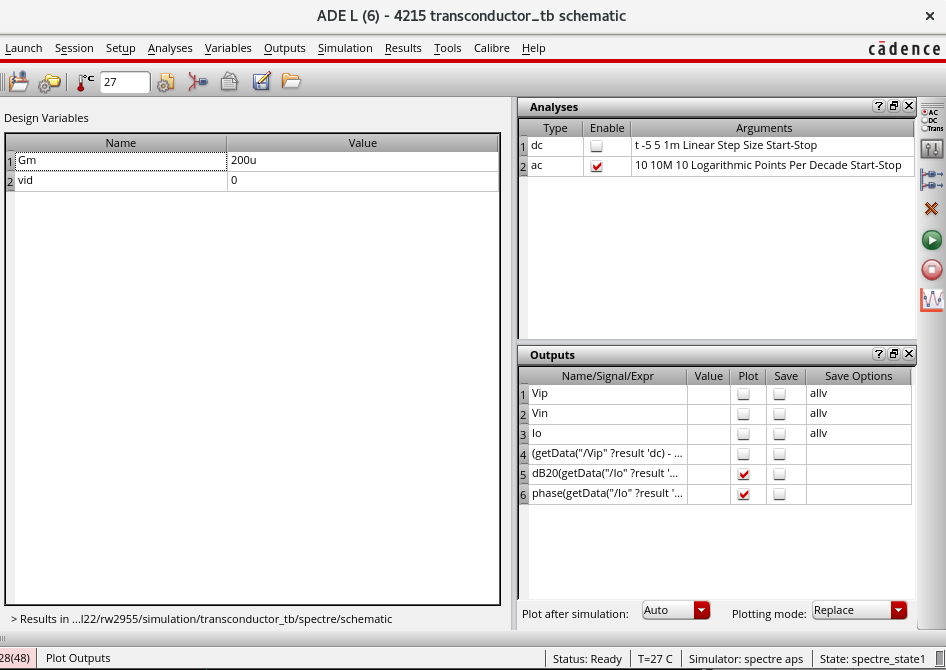 ADE L (6) - 4215 transconductor_tb schematic
Launch Session Setup Analyses Variables Outputs Simulation Results Tools Calibre Help
cādence
°C 27
Design Variables
Name Value
1 Gm 200u
2 vid 0
> Results in ...l22/rw2955/simulation/transconductor_tb/spectre/schematic
Analyses
Type Enable Arguments
1 dc t -5 5 1m Linear Step Size Start-Stop
2 ac 10 10M 10 Logarithmic Points Per Decade Start-Stop
AC
DC
Trans
Outputs
Name/Signal/Expr Value Plot Save Save Options
1 Vip allv
2 Vin allv
3 Io allv
4 (getData("/Vip" ?result 'dc) - ...
5 dB20(getData("/Io" ?result '...
6 phase(getData("/Io" ?result '...
Plot after simulation: Auto Plotting mode: Replace
28(48) Plot Outputs Status: Ready T=27 C Simulator: spectre aps State: spectre_state1